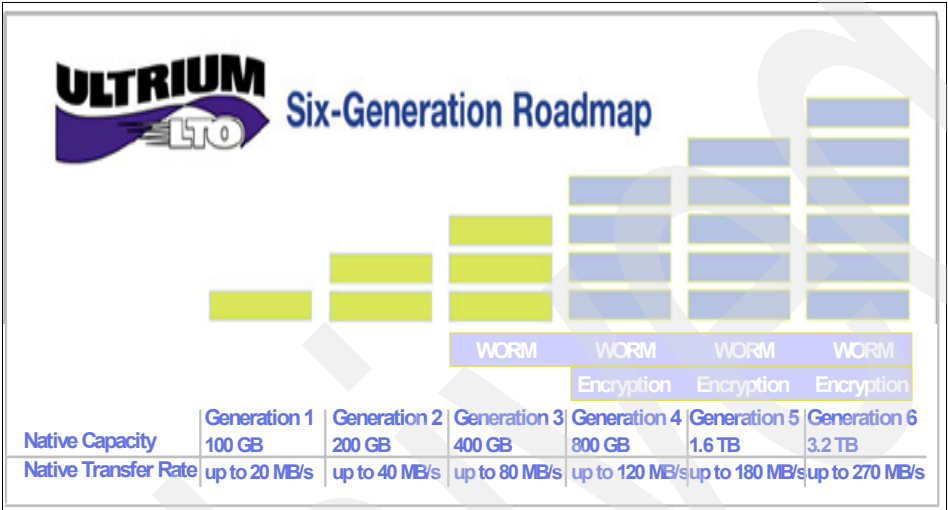 ULTRIUM
LTO
Six-Generation Roadmap
WORM WORM WORM WORM
Encryption Encryption Encryption
Generation 1 Generation 2 Generation 3 Generation 4 Generation 5 Generation 6
Native Capacity 100 GB 200 GB 400 GB 800 GB 1.6 TB 3.2 TB
Native Transfer Rate up to 20 MB/s up to 40 MB/s up to 80 MB/s up to 120 MB/s up to 180 MB/s up to 270 MB/s